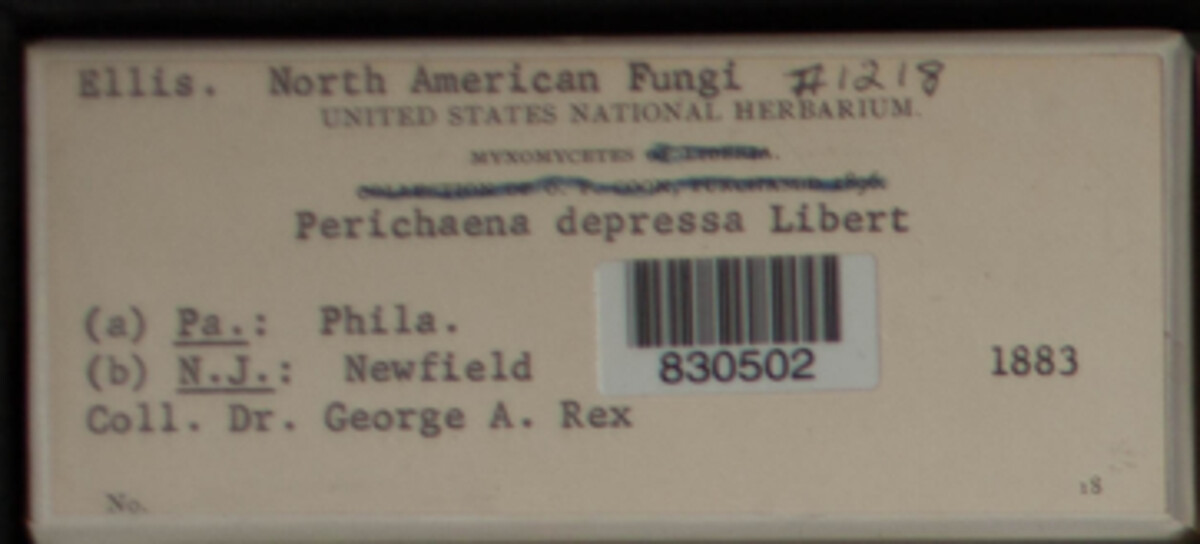 Ellis. North American Fungi #1218
UNITED STATES NATIONAL HERBARIUM.
MYXOMYCETES
Perichaena depressa Libert
(a) Pa.: Phila.
(b) N.J.: Newfield
830502
1883
Coll. Dr. George A. Rex
No.
18